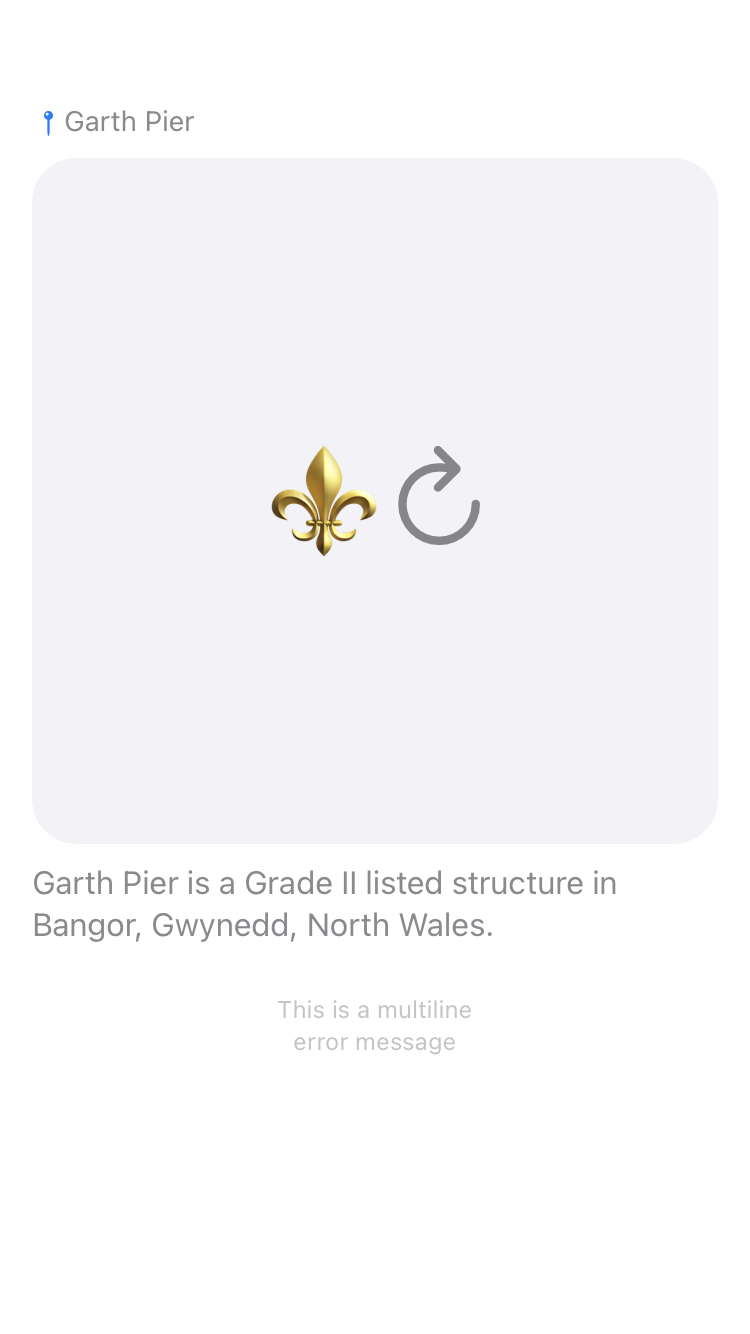 Garth Pier
Garth Pier is a Grade II listed structure in
Bangor, Gwynedd, North Wales.
This is a multiline
error message